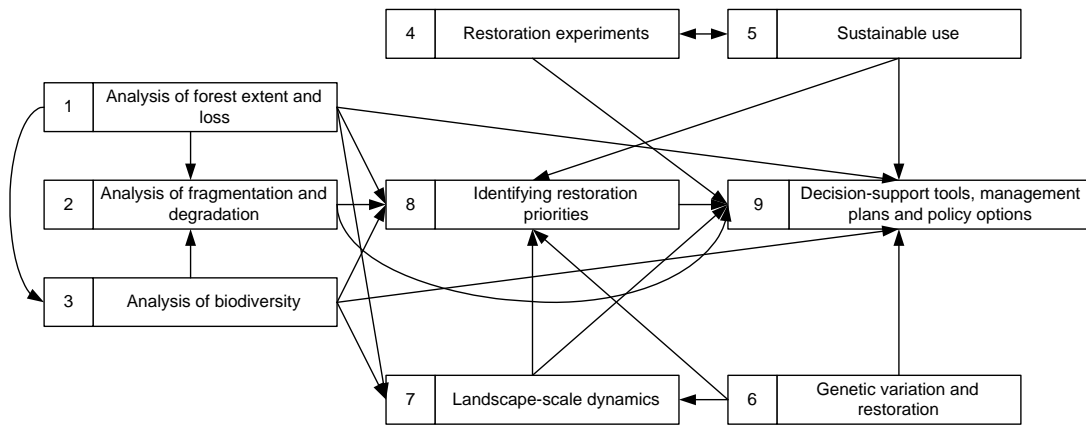 4
Restoration experiments
5
Sustainable use
1
Analysis of forest extent and
loss
2
Analysis of fragmentation and
degradation
8
Identifying restoration
priorities
9
Decision-support tools, management
plans and policy options
3
Analysis of biodiversity
7
Landscape-scale dynamics
6
Genetic variation and
restoration